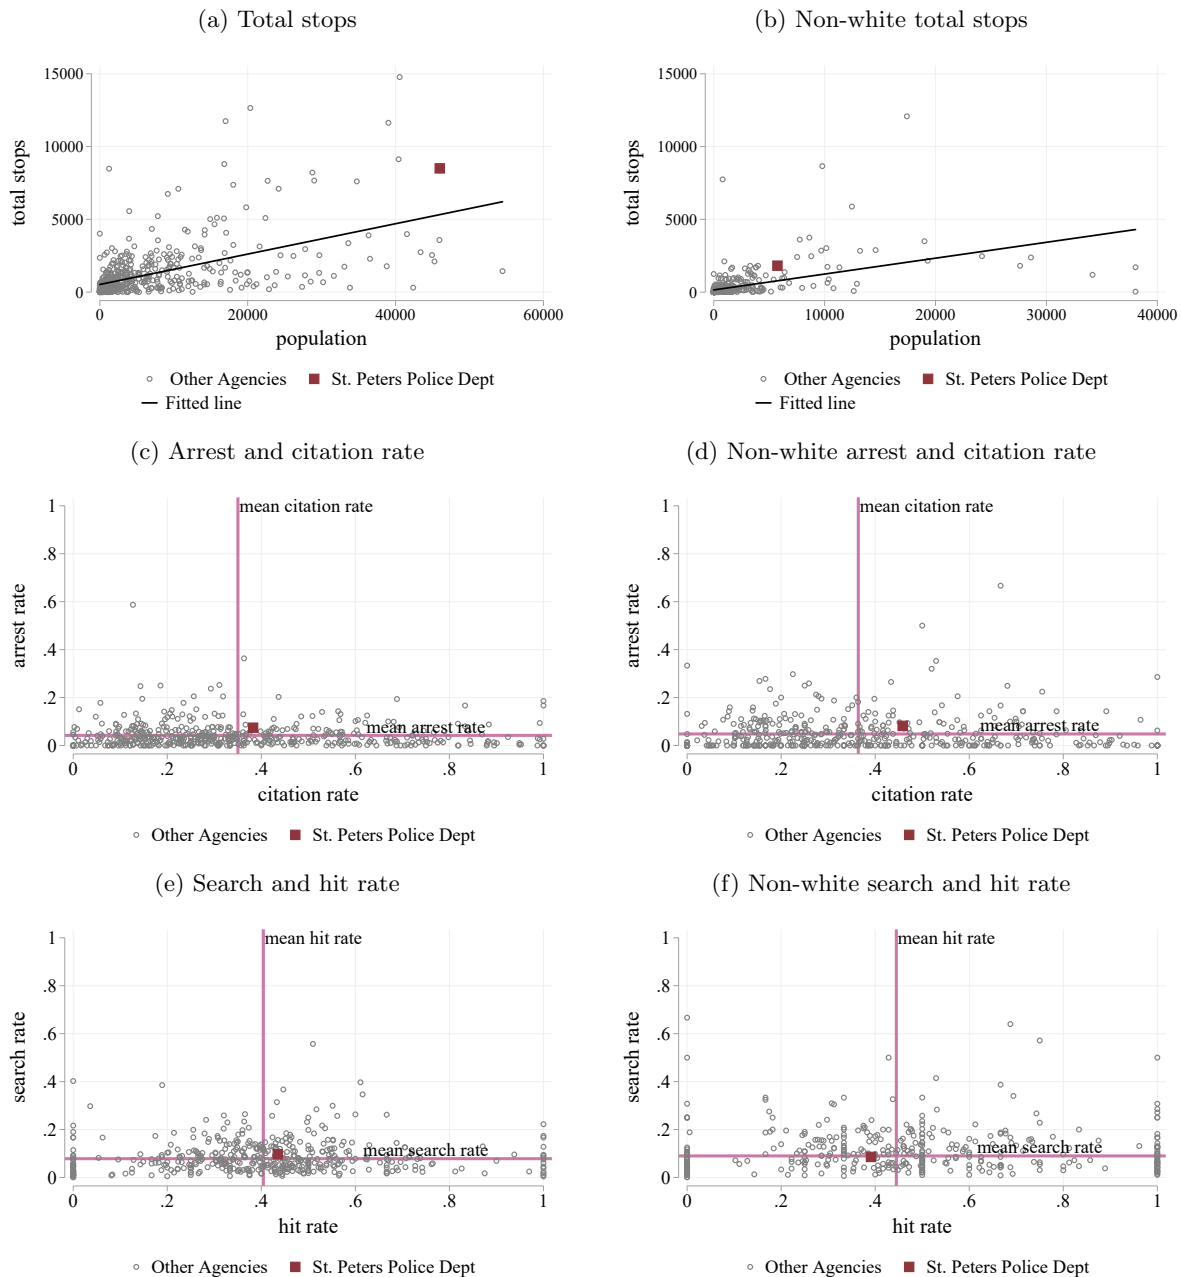 (a) Total stops
(b) Non-white total stops
total stops
15000
10000
5000
0
0
20000
40000
60000
population
Other Agencies
St. Peters Police Dept
Fitted line
total stops
15000
10000
5000
0
0
10000
20000
30000
40000
population
Other Agencies
St. Peters Police Dept
Fitted line
(c) Arrest and citation rate
(d) Non-white arrest and citation rate
arrest rate
1
.8
.6
.4
.2
0
mean citation rate
mean arrest rate
0
.2
.4
.6
.8
1
citation rate
Other Agencies
St. Peters Police Dept
arrest rate
1
.8
.6
.4
.2
0
mean citation rate
mean arrest rate
0
.2
.4
.6
.8
1
citation rate
Other Agencies
St. Peters Police Dept
(e) Search and hit rate
(f) Non-white search and hit rate
search rate
1
.8
.6
.4
.2
0
mean hit rate
mean search rate
0
.2
.4
.6
.8
1
hit rate
Other Agencies
St. Peters Police Dept
search rate
1
.8
.6
.4
.2
0
mean hit rate
mean search rate
0
.2
.4
.6
.8
1
hit rate
Other Agencies
St. Peters Police Dept